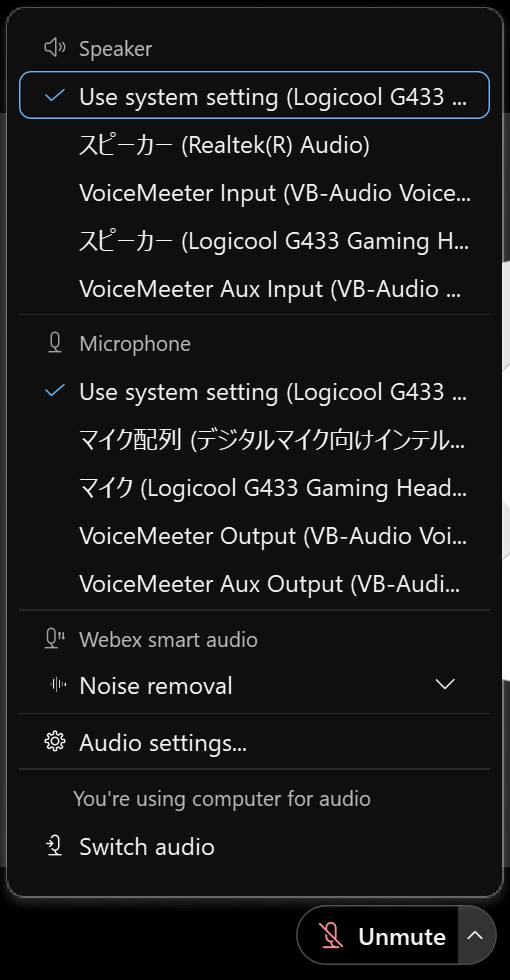 Speaker
Use system setting (Logicool G433 ...
スピーカー (Realtek(R) Audio)
VoiceMeeter Input (VB-Audio Voice...
スピーカー (Logicool G433 Gaming H...
VoiceMeeter Aux Input (VB-Audio ...
Microphone
Use system setting (Logicool G433 ...
マイク配列 (デジタルマイク向けインテル...
マイク (Logicool G433 Gaming Head...
VoiceMeeter Output (VB-Audio Voi...
VoiceMeeter Aux Output (VB-Audi...
Webex smart audio
Noise removal
Audio settings...
You're using computer for audio
Switch audio
Unmute